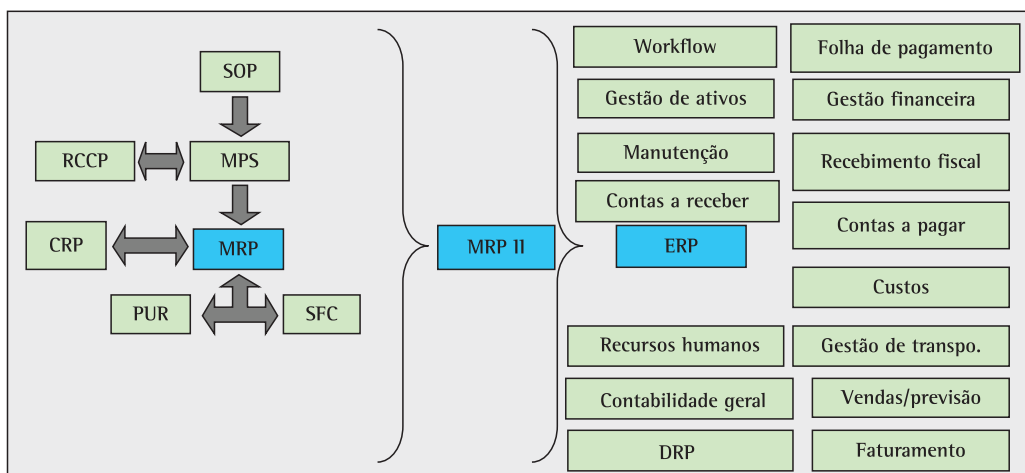 SOP
RCCP
MPS
CRP
MRP
PUR
SFC
MRP II
Workflow
Gestão de ativos
Manutenção
Contas a receber
ERP
Recursos humanos
Contabilidade geral
DRP
Folha de pagamento
Gestão financeira
Recebimento fiscal
Contas a pagar
Custos
Gestão de transpo.
Vendas/previsão
Faturamento